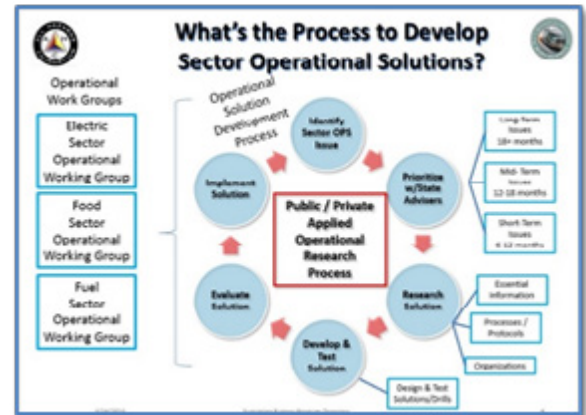 What's the Process to Develop
Sector Operational Solutions?
Operational
Work Groups
Electric
Sector
Operational
Working Group
Food
Sector
Operational
Working Group
Fuel
Sector
Operational
Working Group
Operational
Solution
Development
Process
Identify
Sector OPS
Issue
Prioritize
w/State
Advisers
Research
Solution
Develop & Test
Solution
Evaluate
Solution
Implement
Solution
Public / Private
Applied
Operational
Research
Process
Long-Term
Issues
18+ months
Mid- Term
Issues
12-18 months
Short-Term
Issues
months
Essential
Information
Processes /
Protocols
Organizations
Design & Test
Solutions/Drills